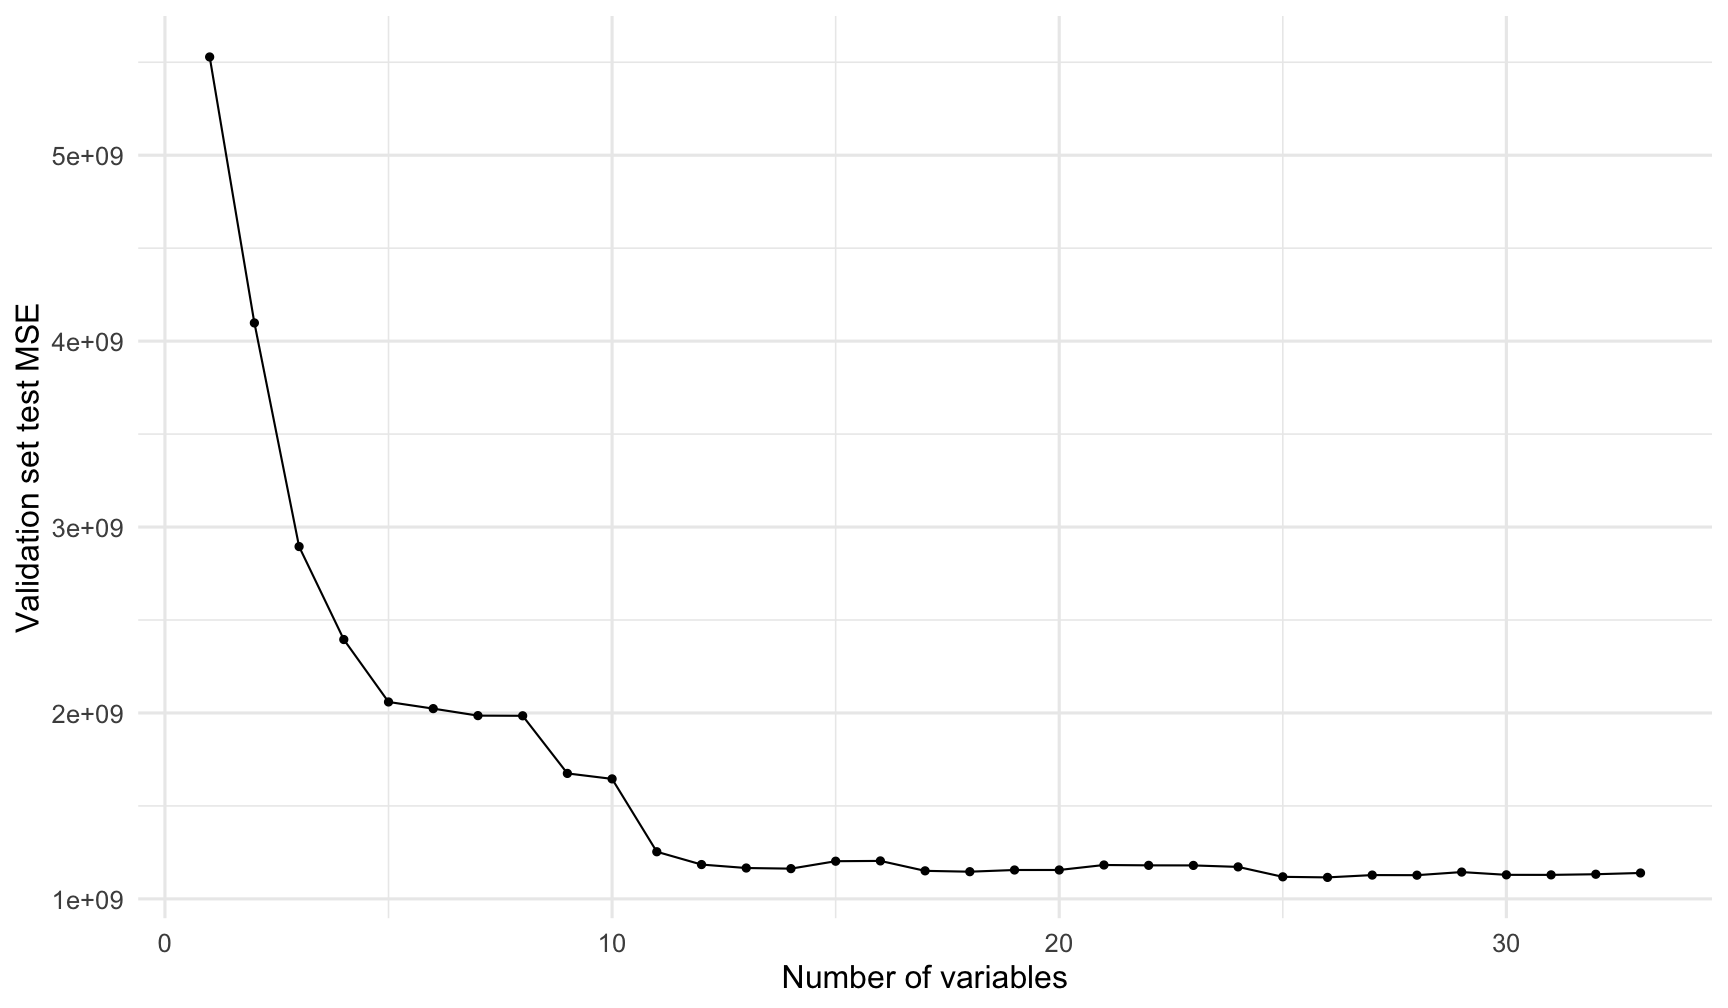 Validation set test MSE
5e+09
4e+09
3e+09
2e+09
1e+09
0
10
20
30
Number of variables